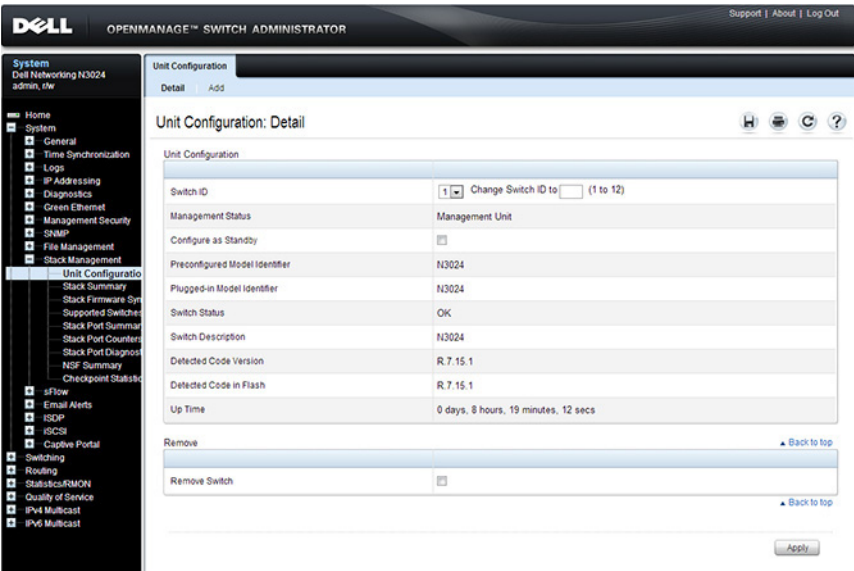 Support | About | Log Out
DELL OPENMANAGE™ SWITCH ADMINISTRATOR
System
Dell Networking N3024
admin, r/w
Home
System
General
Time Synchronization
Logs
IP Addressing
Diagnostics
Green Ethernet
Management Security
SNMP
File Management
Stack Management
Unit Configuratio
Stack Summary
Stack Firmware Syn
Supported Switches
Stack Port Summar
Stack Port Counters
Stack Port Diagnost
NSF Summary
Checkpoint Statistic
sFlow
Email Alerts
ISDP
iSCSI
Captive Portal
Switching
Routing
Statistics/RMON
Quality of Service
IPv4 Multicast
IPv6 Multicast
Unit Configuration
Detail Add
Unit Configuration: Detail
Unit Configuration
Switch ID 1 Change Switch ID to (1 to 12)
Management Status Management Unit
Configure as Standby
Preconfigured Model Identifier N3024
Plugged-in Model Identifier N3024
Switch Status OK
Switch Description N3024
Detected Code Version R.7.15.1
Detected Code in Flash R.7.15.1
Up Time 0 days, 8 hours, 19 minutes, 12 secs
Remove Back to top
Remove Switch
Back to top
Apply